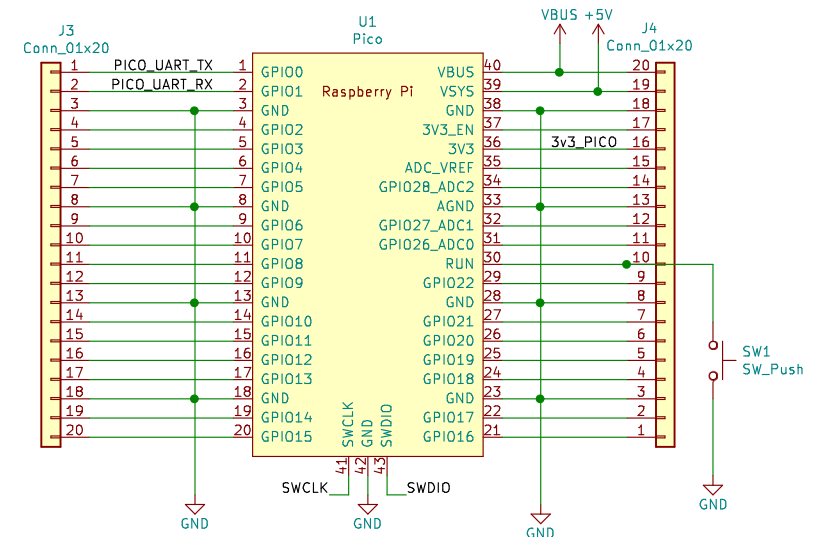 VBUS +5V
J3
Conn_01x20
U1
Pico
J4
Conn_01x20
1 PICO_UART_TX 1 GPIO0 VBUS 40 20
2 PICO_UART_RX 2 GPIO1 Raspberry Pi VSYS 39 19
3 3 GND GND 38 18
4 4 GPIO2 3V3_EN 37 17
5 5 GPIO3 3V3 36 3v3_PICO 16
6 6 GPIO4 ADC_VREF 35 15
7 7 GPIO5 GPIO28_ADC2 34 14
8 8 GND AGND 33 13
9 9 GPIO6 GPIO27_ADC1 32 12
10 10 GPIO7 GPIO26_ADC0 31 11
11 11 GPIO8 RUN 30 10
12 12 GPIO9 GPIO22 29 9
13 13 GND GND 28 8
14 14 GPIO10 GPIO21 27 7
15 15 GPIO11 GPIO20 26 6
16 16 GPIO12 GPIO19 25 5
17 17 GPIO13 GPIO18 24 4
18 18 GND GND 23 3
19 19 GPIO14 GPIO17 22 2
20 20 GPIO15 GPIO16 21 1
SWCLK
GND
SWDIO
41
42
43
SWCLK
SWDIO
SW1
SW_Push
GND
GND
GND
GND